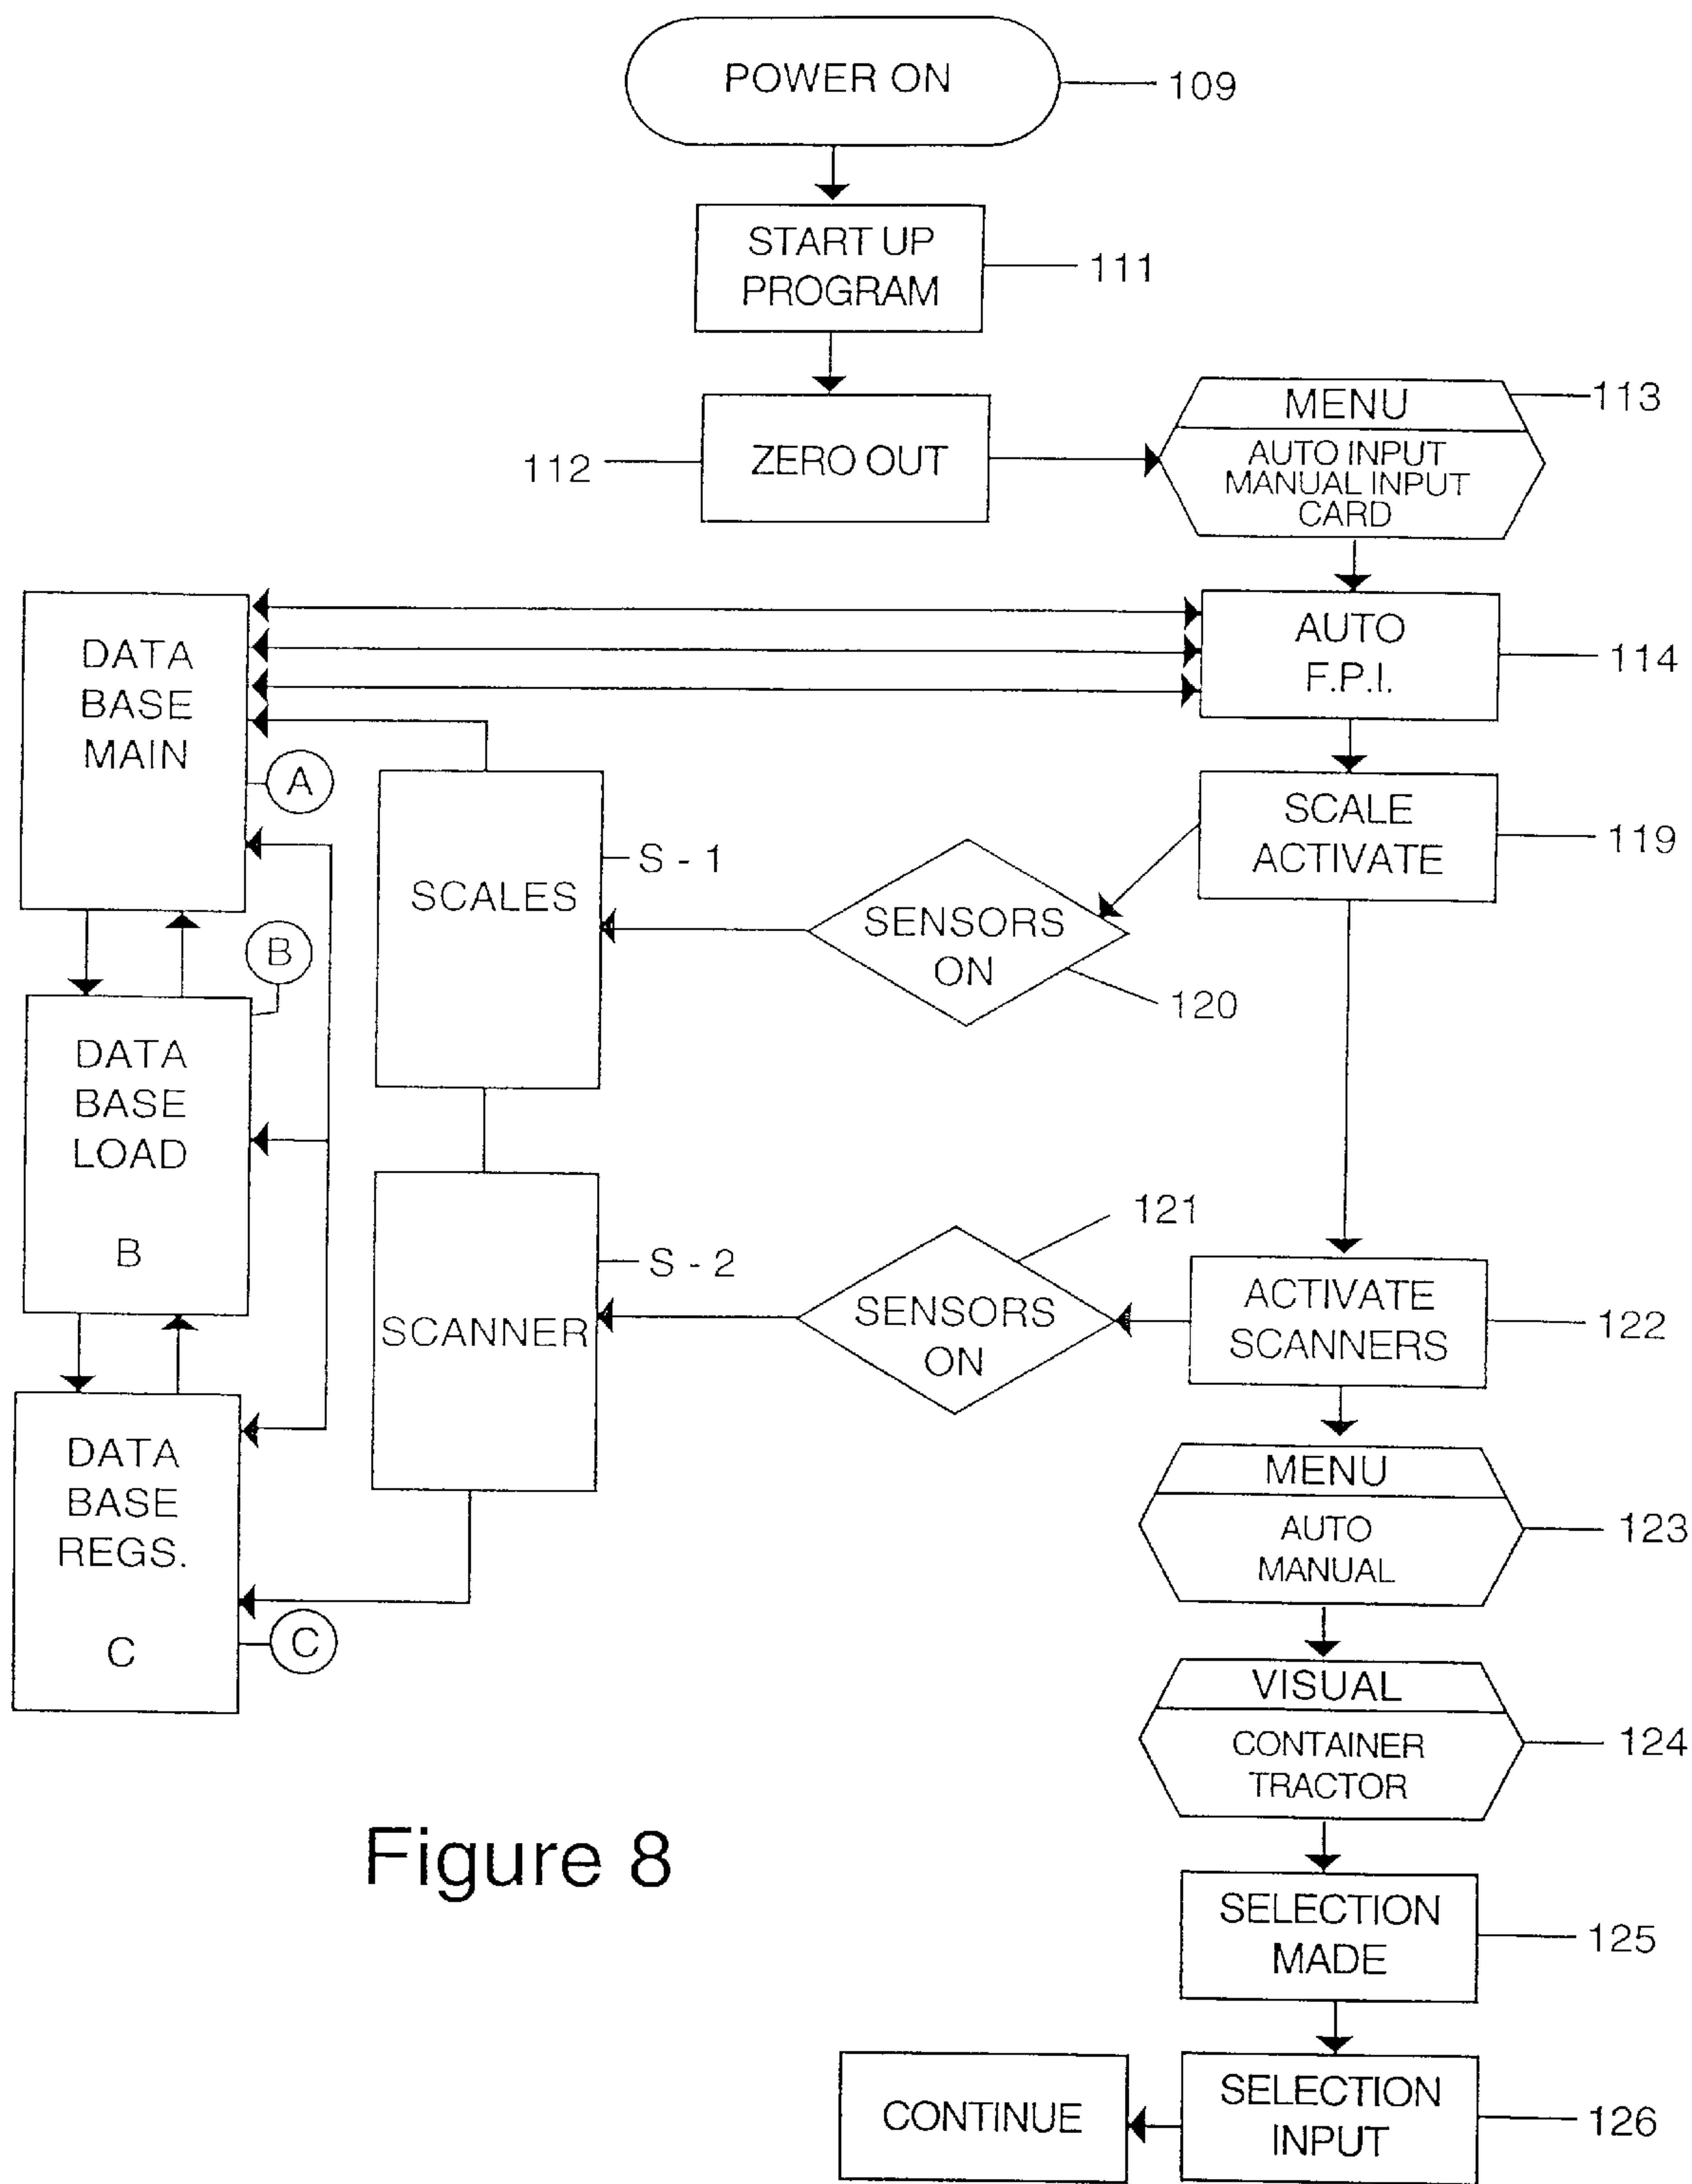 POWER ON
109
START UP
PROGRAM
111
ZERO OUT
112
MENU
AUTO INPUT
MANUAL INPUT
CARD
113
DATA
BASE
MAIN
A
AUTO
F.P.I.
114
SCALES
S - 1
SENSORS
ON
120
SCALE
ACTIVATE
119
B
DATA
BASE
LOAD
B
SCANNER
S - 2
SENSORS
ON
121
ACTIVATE
SCANNERS
122
DATA
BASE
REGS.
C
C
MENU
AUTO
MANUAL
123
VISUAL
CONTAINER
TRACTOR
124
Figure 8
SELECTION
MADE
125
CONTINUE
SELECTION
INPUT
126